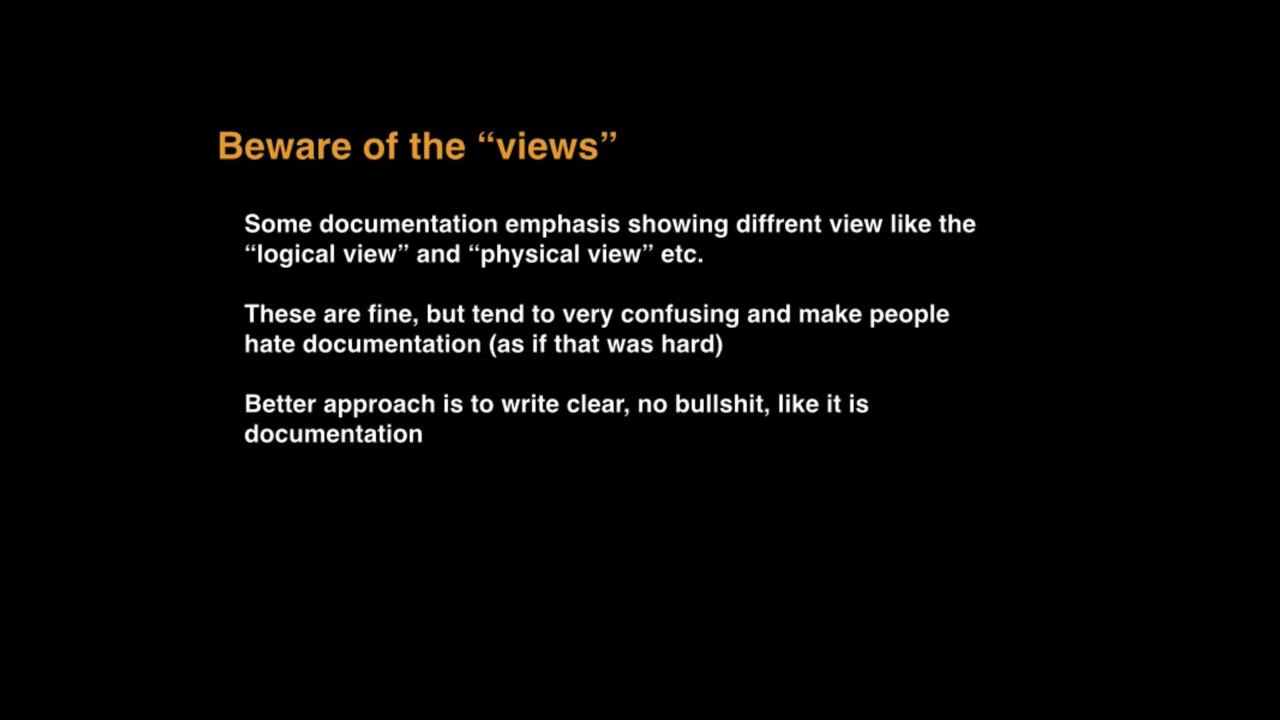 Beware of the “views”
Some documentation emphasis showing diffrent view like the
“logical view” and “physical view” etc.
These are fine, but tend to very confusing and make people
hate documentation (as if that was hard)
Better approach is to write clear, no bullshit, like it is
documentation